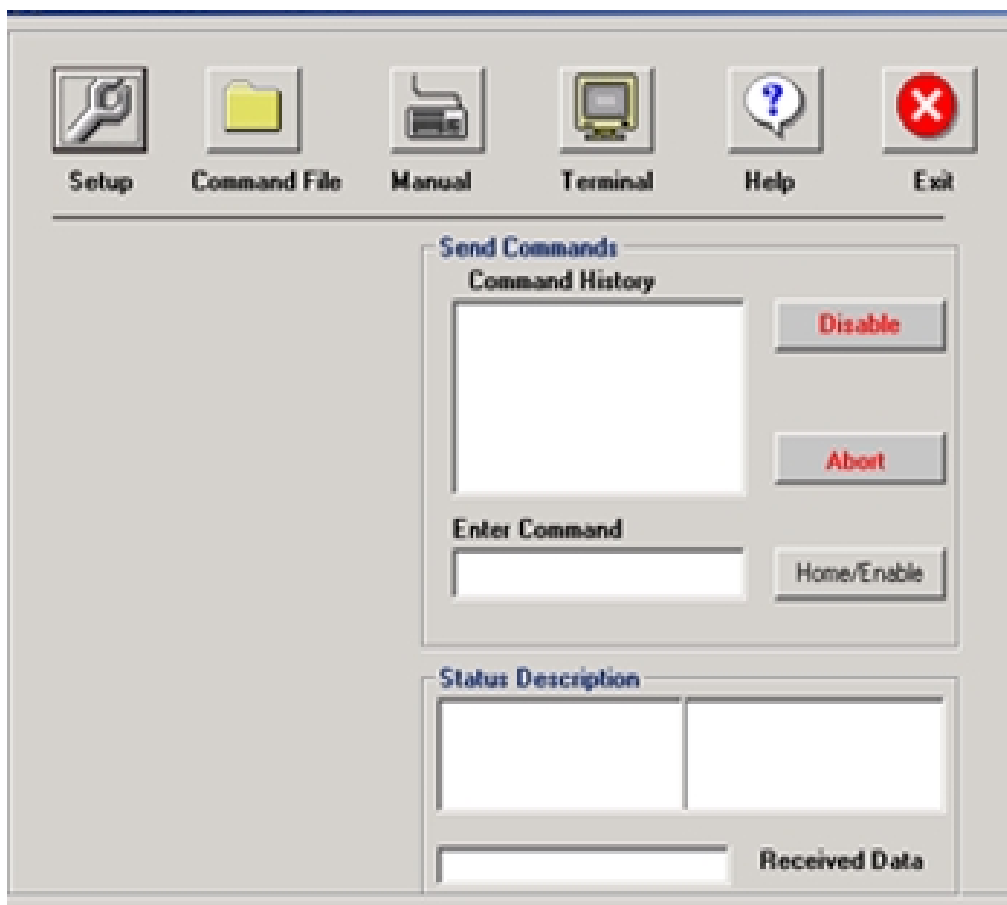 Setup Command File Manual Terminal Help Exit
Send Commands
Command History
Disable
Abort
Enter Command
Home/Enable
Status Description
Received Data